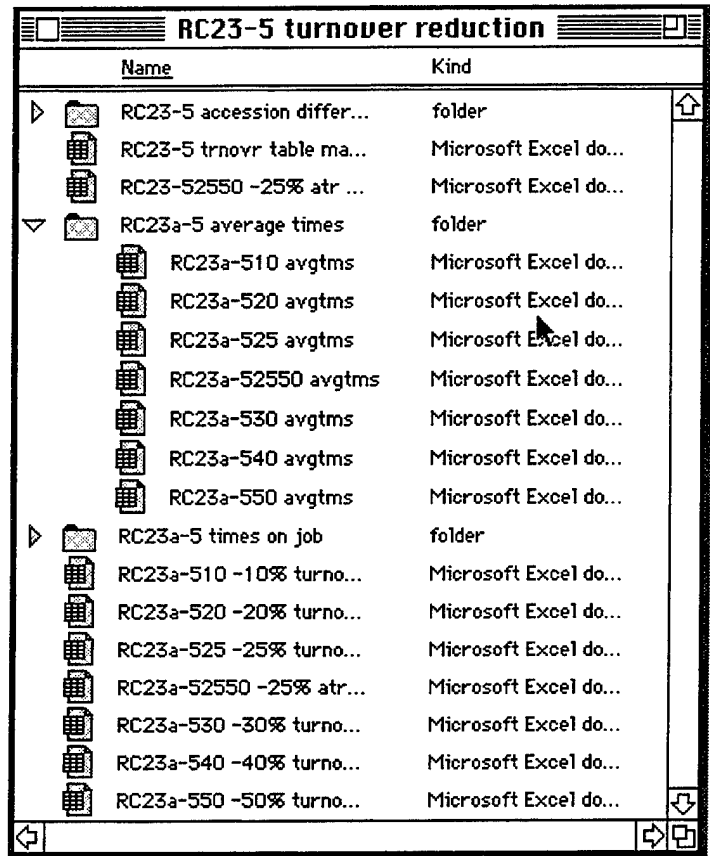 RC23-5 turnover reduction
Name Kind
RC23-5 accession differ... folder
RC23-5 trnovr table ma... Microsoft Excel do...
RC23-52550 -25% atr ... Microsoft Excel do...
RC23a-5 average times folder
RC23a-510 avgtms Microsoft Excel do...
RC23a-520 avgtms Microsoft Excel do...
RC23a-525 avgtms Microsoft Excel do...
RC23a-52550 avgtms Microsoft Excel do...
RC23a-530 avgtms Microsoft Excel do...
RC23a-540 avgtms Microsoft Excel do...
RC23a-550 avgtms Microsoft Excel do...
RC23a-5 times on job folder
RC23a-510 -10% turno... Microsoft Excel do...
RC23a-520 -20% turno... Microsoft Excel do...
RC23a-525 -25% turno... Microsoft Excel do...
RC23a-52550 -25% atr... Microsoft Excel do...
RC23a-530 -30% turno... Microsoft Excel do...
RC23a-540 -40% turno... Microsoft Excel do...
RC23a-550 -50% turno... Microsoft Excel do...